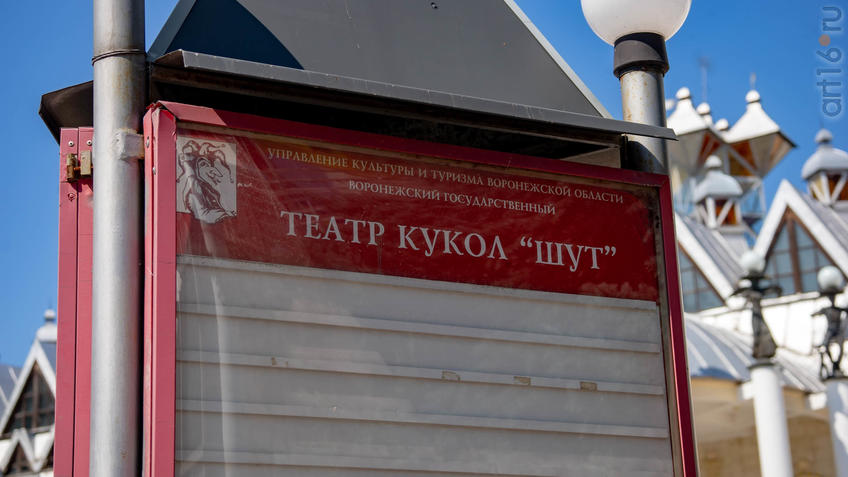 УПРАВЛЕНИЕ КУЛЬТУРЫ И ТУРИЗМА ВОРОНЕЖСКОЙ ОБЛАСТИ
ВОРОНЕЖСКИЙ ГОСУДАРСТВЕННЫЙ
ТЕАТР КУКОЛ “ШУТ”
art16.ru